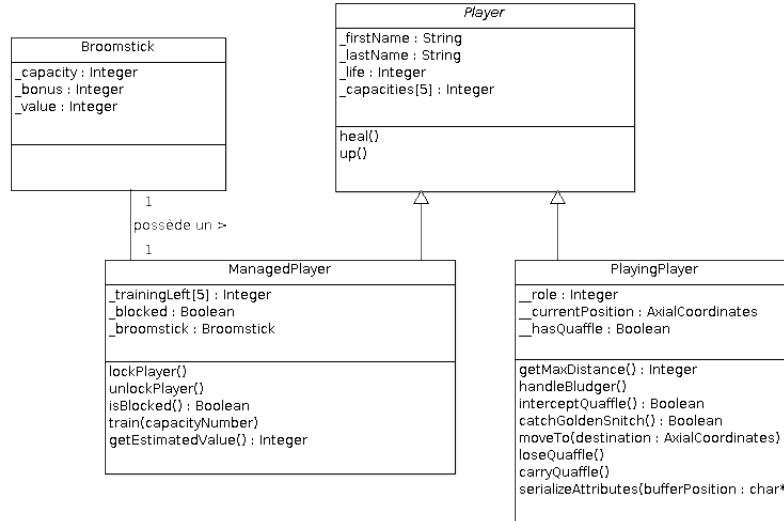 Player
_firstName : String
_lastName : String
_life : Integer
_capacities[5] : Integer
heal()
up()
Broomstick
_capacity : Integer
_bonus : Integer
_value : Integer
1
possède un >
1
ManagedPlayer
_trainingLeft[5] : Integer
_blocked : Boolean
_broomstick : Broomstick
lockPlayer()
unlockPlayer()
isBlocked() : Boolean
train(capacityNumber)
getEstimatedValue() : Integer
PlayingPlayer
__role : Integer
__currentPosition : AxialCoordinates
__hasQuaffle : Boolean
getMaxDistance() : Integer
handleBludger()
interceptQuaffle() : Boolean
catchGoldenSnitch() : Boolean
moveTo(destination : AxialCoordinates)
loseQuaffle()
carryQuaffle()
serializeAttributes(bufferPosition : char*